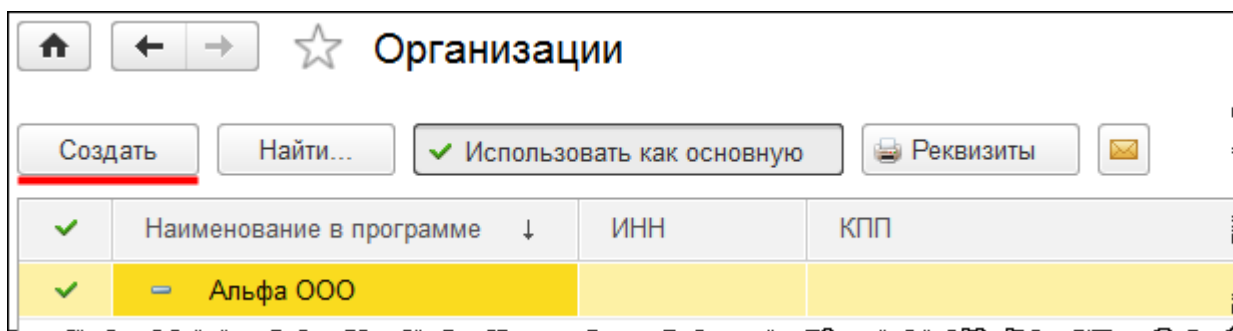 Организации
Создать Найти... Использовать как основную Реквизиты
Наименование в программе ↓ ИНН КПП
Альфа ООО